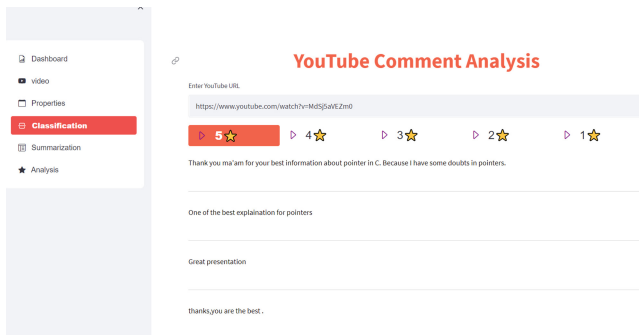 YouTube Comment Analysis
Dashboard
video
Properties
Classification
Summarization
Analysis
Enter YouTube URL
https://www.youtube.com/watch?v=MdSj5aVEZm0
5 4 3 2 1
Thank you ma'am for your best information about pointer in C. Because I have some doubts in pointers.
One of the best explaination for pointers
Great presentation
thanks,you are the best .